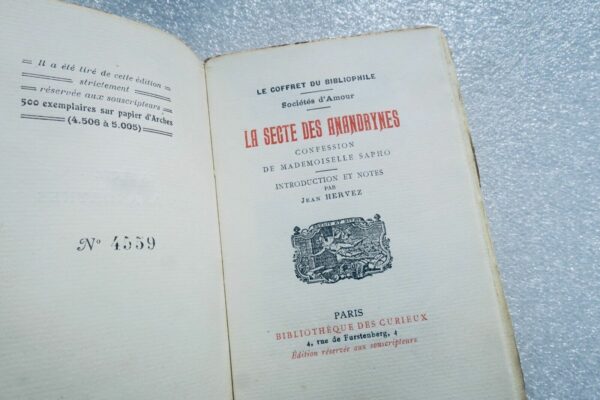 Il a été tiré de cette édition
strictement
réservée aux souscripteurs
500 exemplaires sur papier d'Arches
(4.506 à 5.005)
Nº 4559
LE COFFRET DU BIBLIOPHILE
Sociétés d'Amour
LA SECTE DES ANANDRYNES
CONFESSION
DE MADEMOISELLE SAPHO
INTRODUCTION ET NOTES
PAR
JEAN HERVEZ
PARIS
BIBLIOTHÈQUE DES CURIEUX
4, rue de Furstenberg, 4
Édition réservée aux souscripteurs